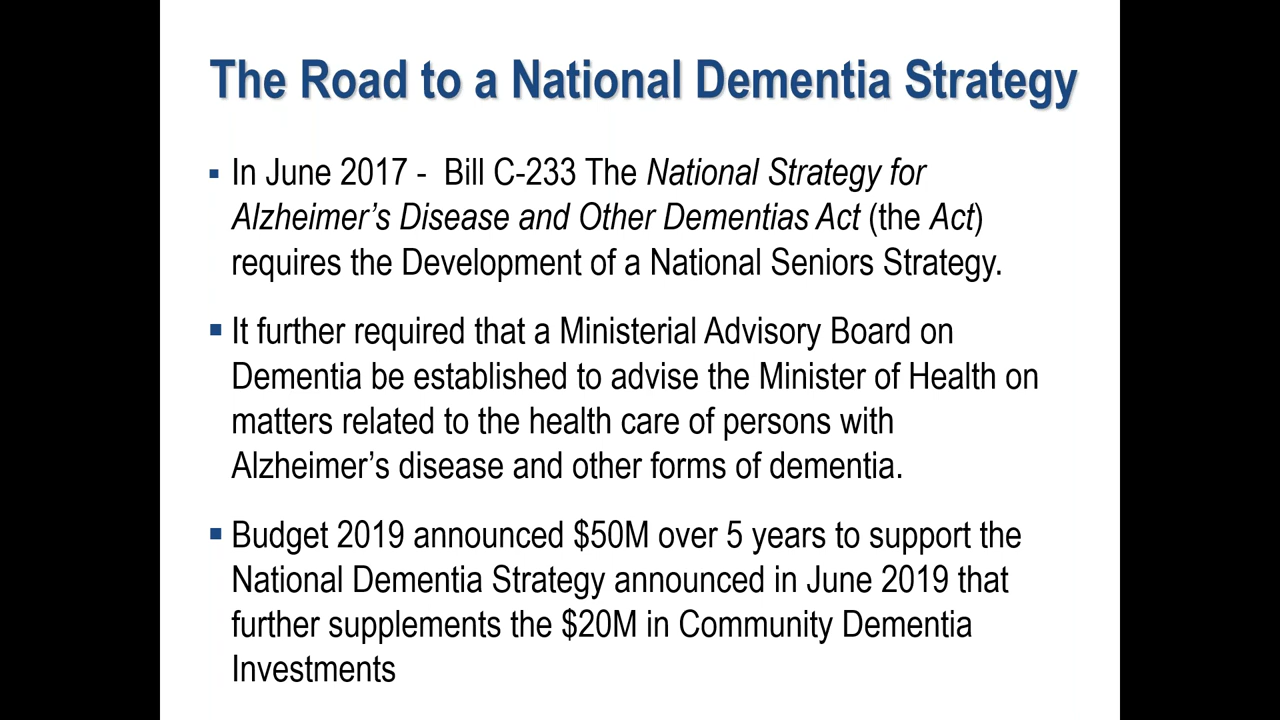 The Road to a National Dementia Strategy
▪ In June 2017 -  Bill C-233 The National Strategy for
Alzheimer’s Disease and Other Dementias Act (the Act)
requires the Development of a National Seniors Strategy.
▪ It further required that a Ministerial Advisory Board on
Dementia be established to advise the Minister of Health on
matters related to the health care of persons with
Alzheimer’s disease and other forms of dementia.
▪ Budget 2019 announced $50M over 5 years to support the
National Dementia Strategy announced in June 2019 that
further supplements the $20M in Community Dementia
Investments